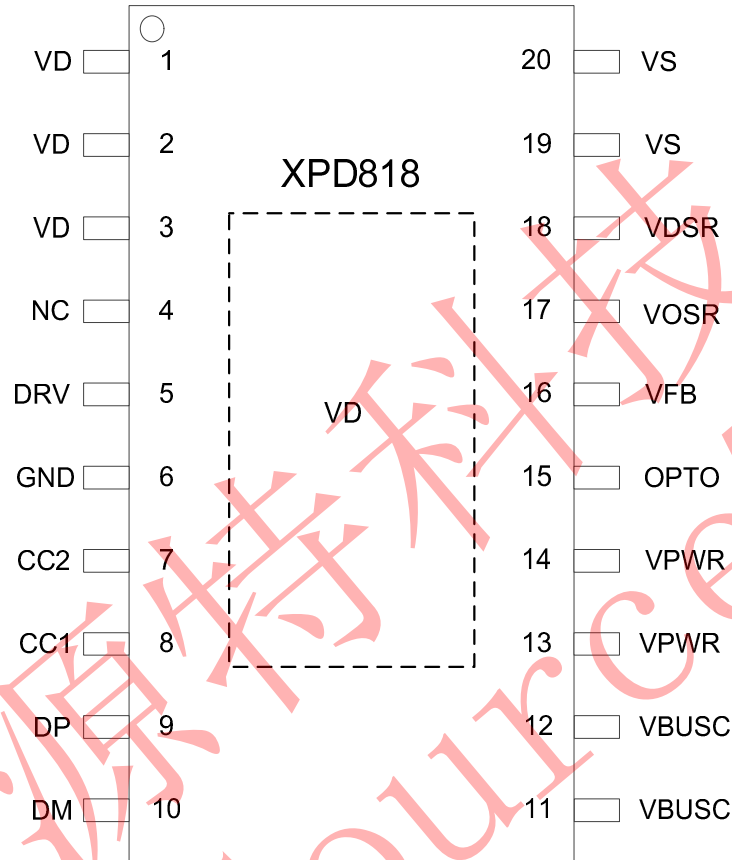 VD 1 20 VS
VD 2 19 VS
XPD818
VD 3 18 VDSR
NC 4 17 VOSR
DRV 5 16 VFB
VD
GND 6 15 OPTO
CC2 7 14 VPWR
CC1 8 13 VPWR
DP 9 12 VBUSC
DM 10 11 VBUSC
源特科技
ource